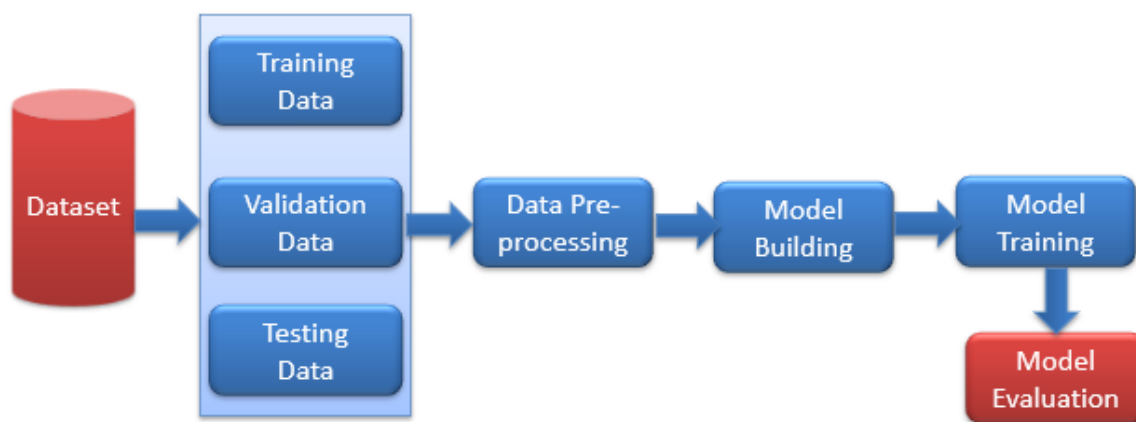 Training
Data
Dataset
Validation
Data
Testing
Data
Data Pre-
processing
Model
Building
Model
Training
Model
Evaluation